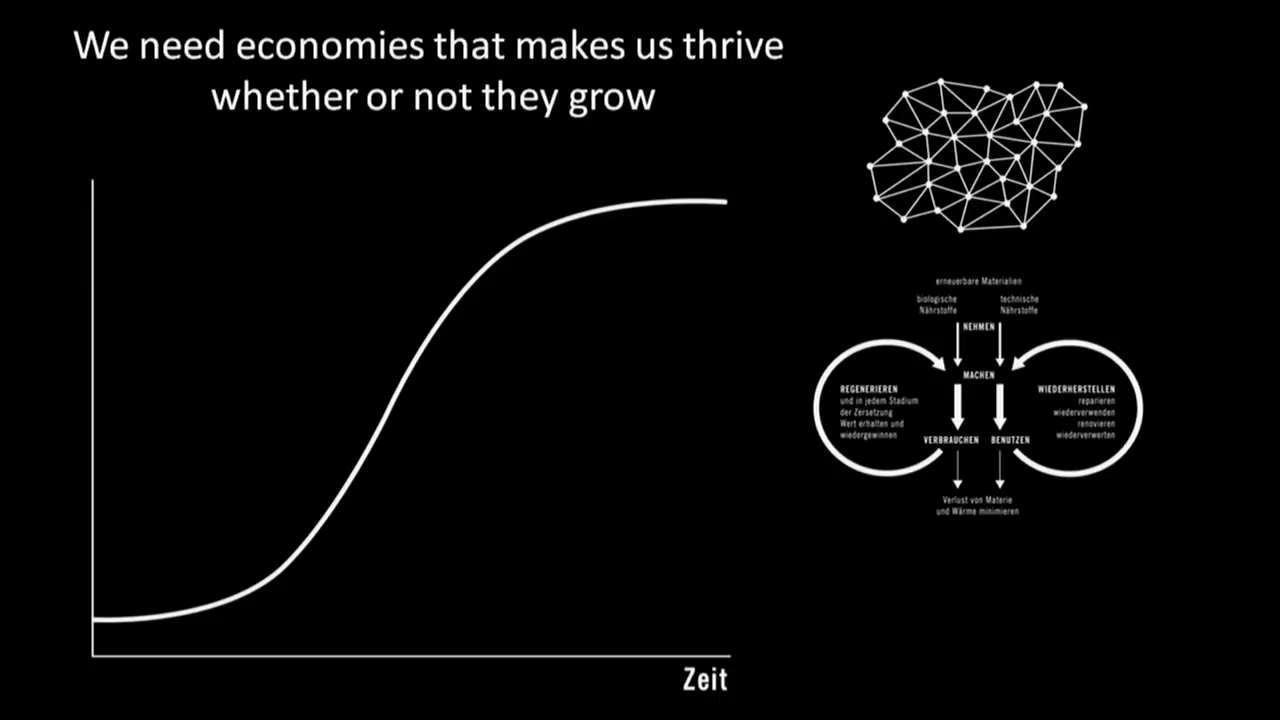 We need economies that makes us thrive
whether or not they grow
Zeit
erneuerbare Materialien
biologische
Nährstoffe
technische
Nährstoffe
NEHMEN
MACHEN
REGENERIEREN
und in jedem Stadium
der Zersetzung
Wert erhalten und
wiedergewinnen
WIEDERHERSTELLEN
reparieren
wiederverwenden
renovieren
wiederverwerten
VERBRAUCHEN
BENUTZEN
Verlust von Materie
und Wärme minimieren